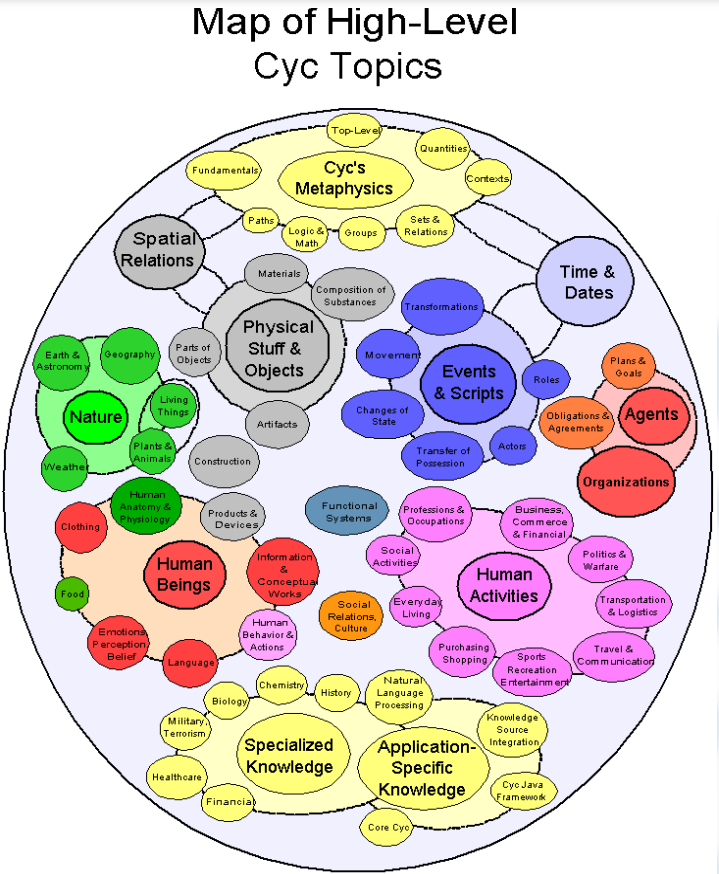 Map of High-Level
Cyc Topics
Top-Level
Quantities
Fundamentals
Cyc's
Metaphysics
Contexts
Paths
Logic &
Math
Groups
Sets &
Relations
Spatial
Relations
Time &
Dates
Materials
Composition of
Substances
Physical
Stuff &
Objects
Parts of
Objects
Artifacts
Construction
Transformations
Movement
Events
& Scripts
Roles
Changes of
State
Transfer of
Possession
Actors
Plans &
Goals
Obligations &
Agreements
Agents
Organizations
Earth &
Astronomy
Geography
Nature
Living
Things
Plants &
Animals
Weather
Human
Anatomy &
Physiology
Products &
Devices
Clothing
Human
Beings
Information
&
Conceptual
Works
Food
Emotions
Perception
Belief
Language
Human
Behavior &
Actions
Functional
Systems
Social
Relations,
Culture
Professions &
Occupations
Business,
Commerce
& Financial
Social
Activities
Politics &
Warfare
Human
Activities
Everyday
Living
Transportation
& Logistics
Purchasing
Shopping
Sports
Recreation
Entertainment
Travel &
Communication
Natural
Language
Processing
Chemistry
History
Biology
Military,
Terrorism
Specialized
Knowledge
Healthcare
Financial
Application-
Specific
Knowledge
Knowledge
Source
Integration
Cyc Java
Framework
Core Cyc